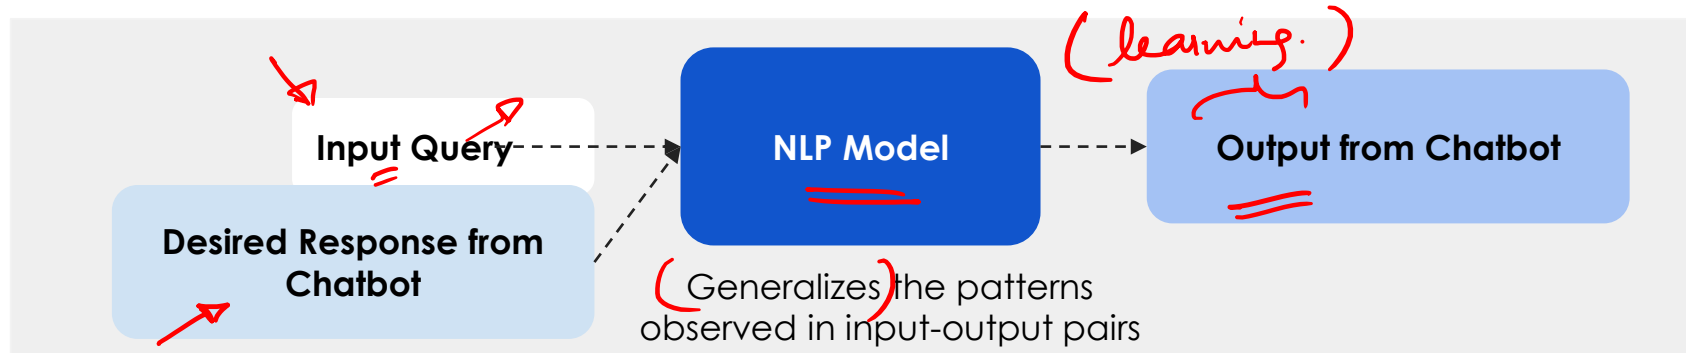 (learning.)
Input Query
NLP Model
Output from Chatbot
Desired Response from
Chatbot
(Generalizes) the patterns
observed in input-output pairs